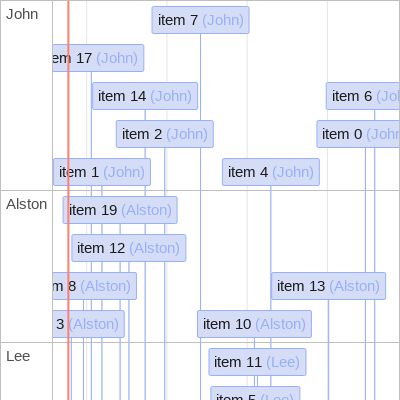 John
item 7 (John)
em 17 (John)
item 14 (John)
item 6 (Joh
item 2 (John)
item 0 (John
item 1 (John)
item 4 (John)
Alston
item 19 (Alston)
item 12 (Alston)
m 8 (Alston)
item 13 (Alston)
3 (Alston)
item 10 (Alston)
Lee
item 11 (Lee)
item 5 (Lee)